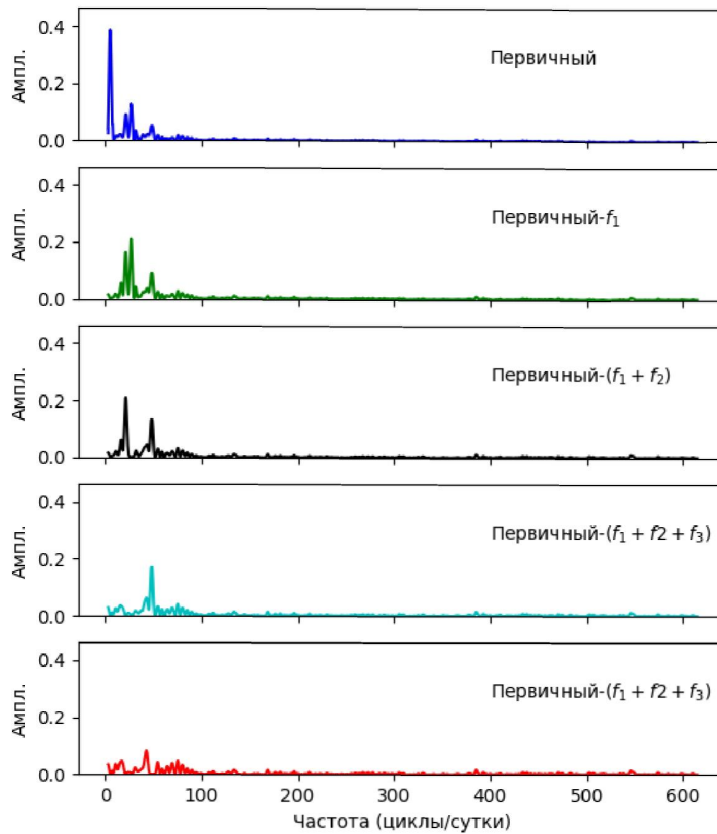 0.4
0.2
0.0
Ампл.
Первичный
0.4
0.2
0.0
Ампл.
Первичный-f₁
0.4
0.2
0.0
Ампл.
Первичный-(f₁ + f₂)
0.4
0.2
0.0
Ампл.
Первичный-(f₁ + f2 + f₃)
0.4
0.2
0.0
Ампл.
Первичный-(f₁ + f2 + f₃)
0 100 200 300 400 500 600
Частота (циклы/сутки)